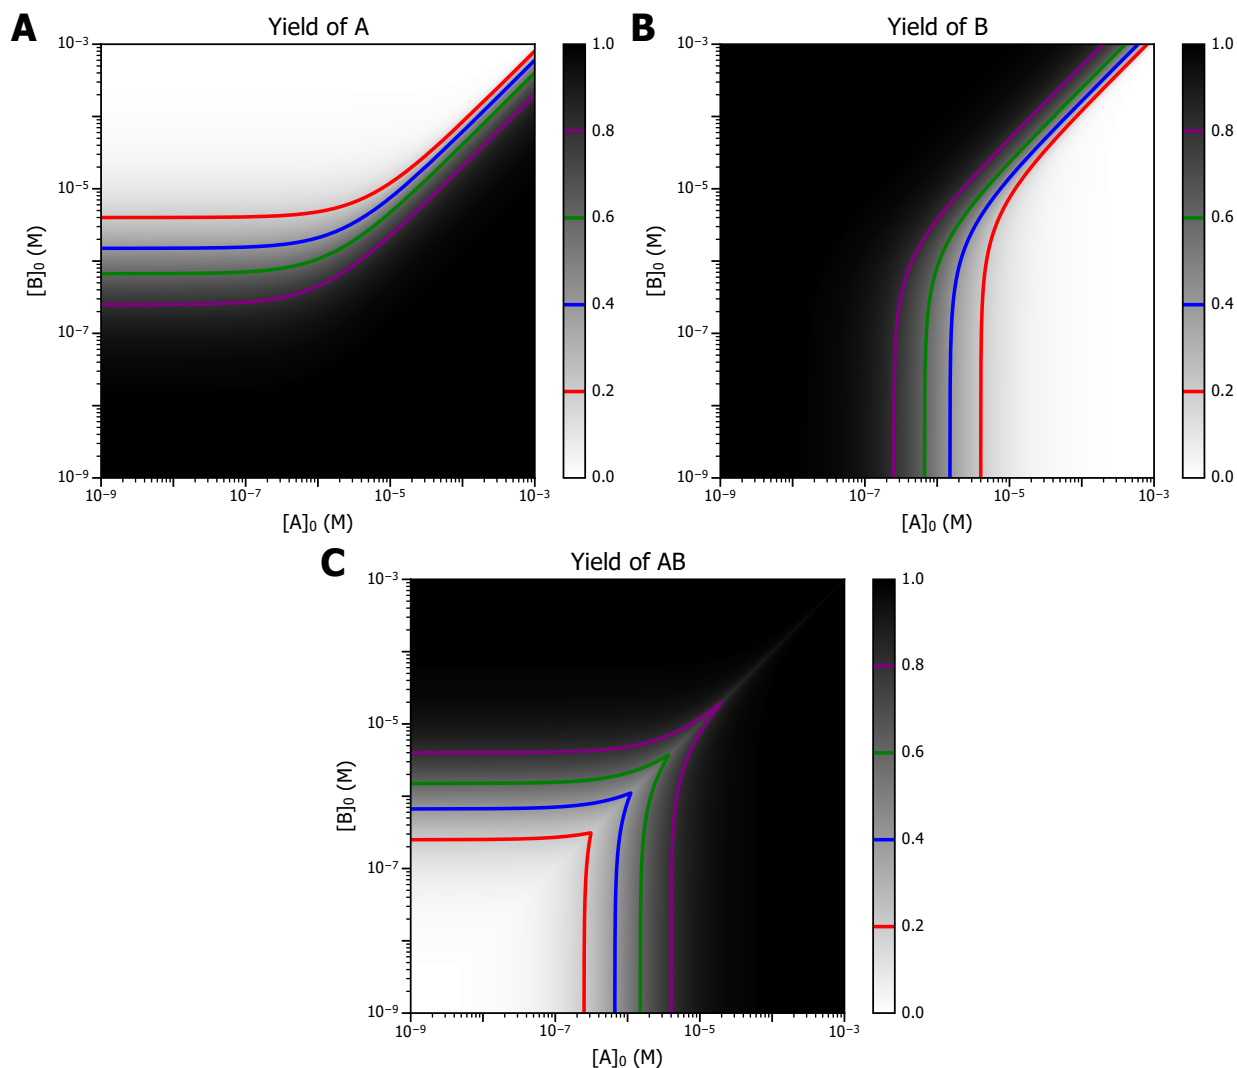 A
Yield of A
10⁻³
10⁻⁵
10⁻⁷
10⁻⁹
[B]₀ (M)
10⁻⁹ 10⁻⁷ 10⁻⁵ 10⁻³
[A]₀ (M)
1.0
0.8
0.6
0.4
0.2
0.0
B
Yield of B
10⁻³
10⁻⁵
10⁻⁷
10⁻⁹
[B]₀ (M)
10⁻⁹ 10⁻⁷ 10⁻⁵ 10⁻³
[A]₀ (M)
1.0
0.8
0.6
0.4
0.2
0.0
C
Yield of AB
10⁻³
10⁻⁵
10⁻⁷
10⁻⁹
[B]₀ (M)
10⁻⁹ 10⁻⁷ 10⁻⁵ 10⁻³
[A]₀ (M)
1.0
0.8
0.6
0.4
0.2
0.0